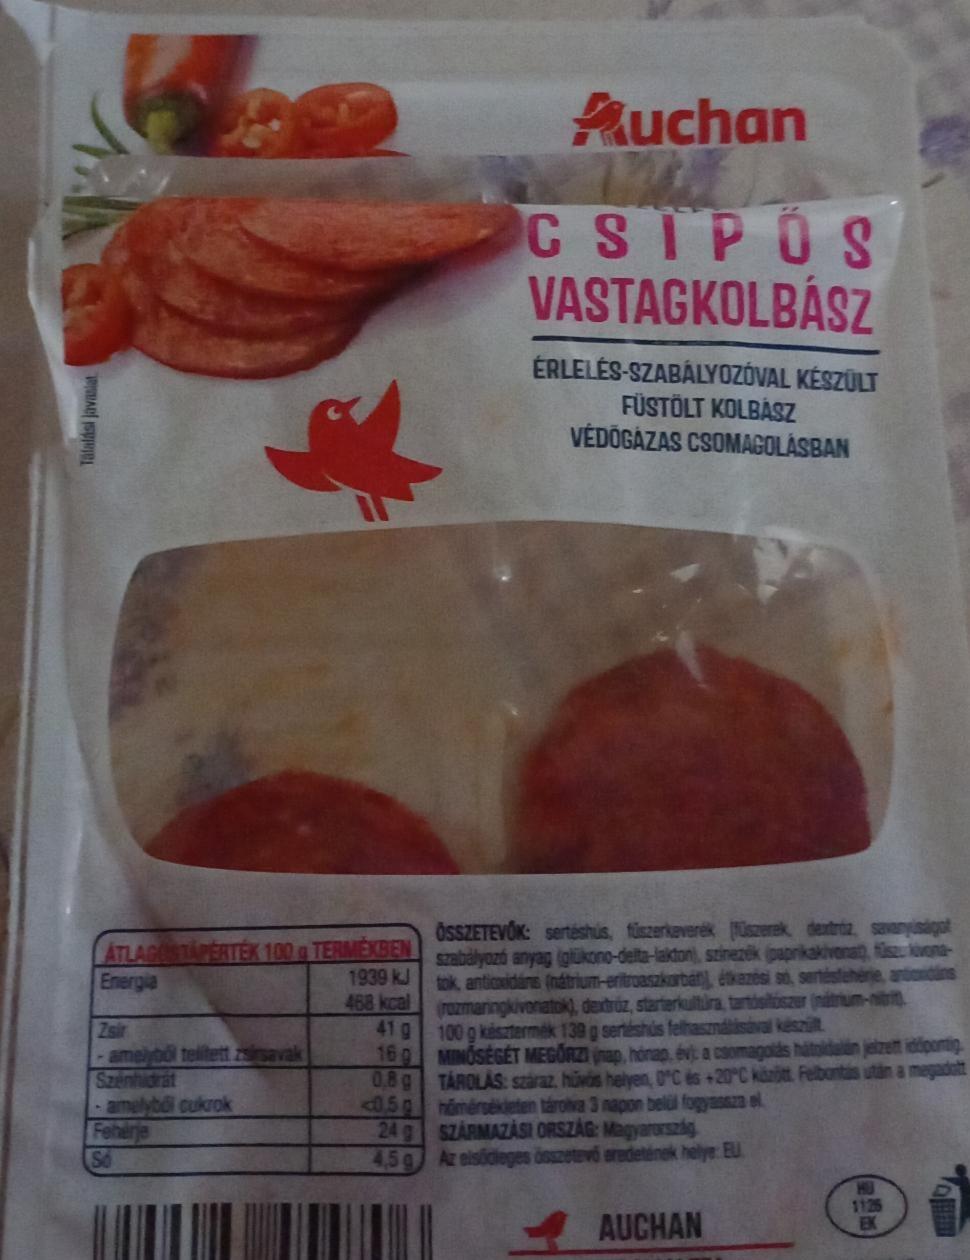 Auchan
CSIPŐS
VASTAGKOLBÁSZ
ÉRLELÉS-SZABÁLYOZÓVAL KÉSZÜLT
FÜSTÖLT KOLBÁSZ
VÉDŐGÁZAS CSOMAGOLÁSBAN
Tálalási javaslat
ÁTLAGOS TÁPÉRTÉK 100 g TERMÉKBEN
Energia 1939 kJ
468 kcal
Zsír 41 g
- amelyből telített zsírsavak 16 g
Szénhidrát 0,8 g
- amelyből cukrok <0,5 g
Fehérje 24 g
Só 4,5 g
ÖSSZETEVŐK: sertéshús, fűszerkeverék [fűszerek, dextróz, savanyúságot
szabályozó anyag (glükono-delta-lakton), színezék (paprikakivonat), fűszerkivona-
tok, antioxidáns (nátrium-eritroaszkorbát)], étkezési só, sertésfehérje, antioxidáns
(rozmaringkivonatok), dextróz, starterkultúra, tartósítószer (nátrium-nitrit).
100 g késztermék 139 g sertéshús felhasználásával készült.
MINŐSÉGÉT MEGŐRZI (nap, hónap, év): a csomagolás hátoldalán jelzett időpontig.
TÁROLÁS: száraz, hűvös helyen, 0°C és +20°C között. Felbontás után a megadott
hőmérsékleten tárolva 3 napon belül fogyassza el.
SZÁRMAZÁSI ORSZÁG: Magyarország.
Az elsődleges összetevő eredetének helye: EU.
HU
1126
EK
AUCHAN